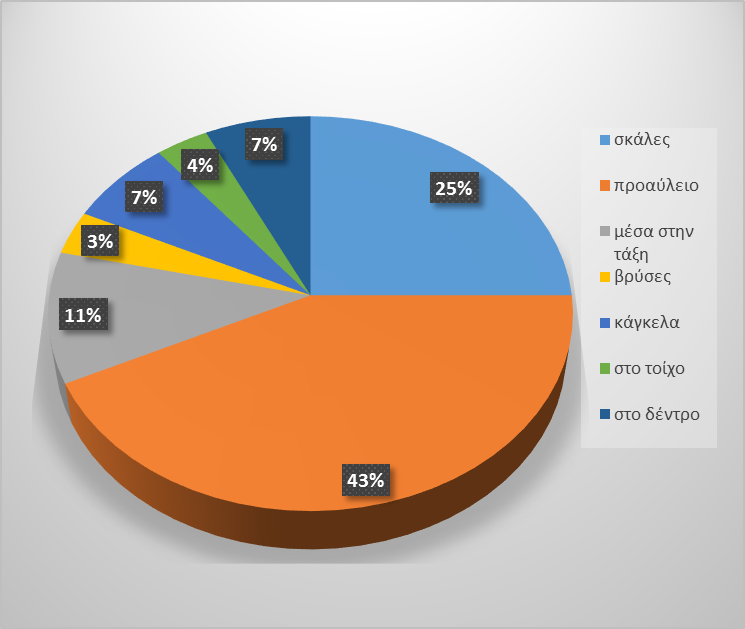 7%
4%
25%
7%
3%
11%
43%
σκάλες
προαύλειο
μέσα στην
τάξη
βρύσες
κάγκελα
στο τοίχο
στο δέντρο